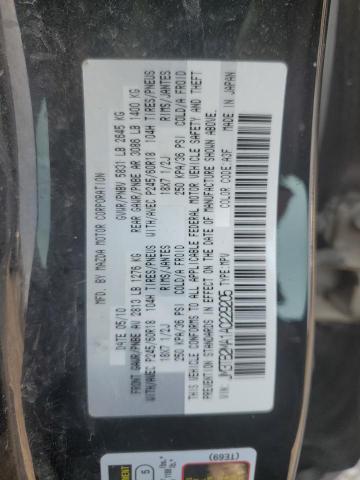 MFD. BY MAZDA MOTOR CORPORATION
DATE 05/10 GVWR/PNBV 5831 LB 2645 KG
FRONT GAWR/PNBE AV 2813 LB 1276 KG REAR GAWR/PNBE AR 3086 LB 1400 KG
WITH/AVEC P245/60R18 104H TIRES/PNEUS WITH/AVEC P245/60R18 104H TIRES/PNEUS
18X7 1/2J RIMS/JANTES 18X7 1/2J RIMS/JANTES
250 KPA/36 PSI COLD/A FROID 250 KPA/36 PSI COLD/A FROID
THIS VEHICLE CONFORMS TO ALL APPLICABLE FEDERAL MOTOR VEHICLE SAFETY AND THEFT
PREVENTION STANDARDS IN EFFECT ON THE DATE OF MANUFACTURE SHOWN ABOVE.
VIN: TYPE:MPV COLOR CODE:A3F MADE IN JAPAN
(TE69)
5